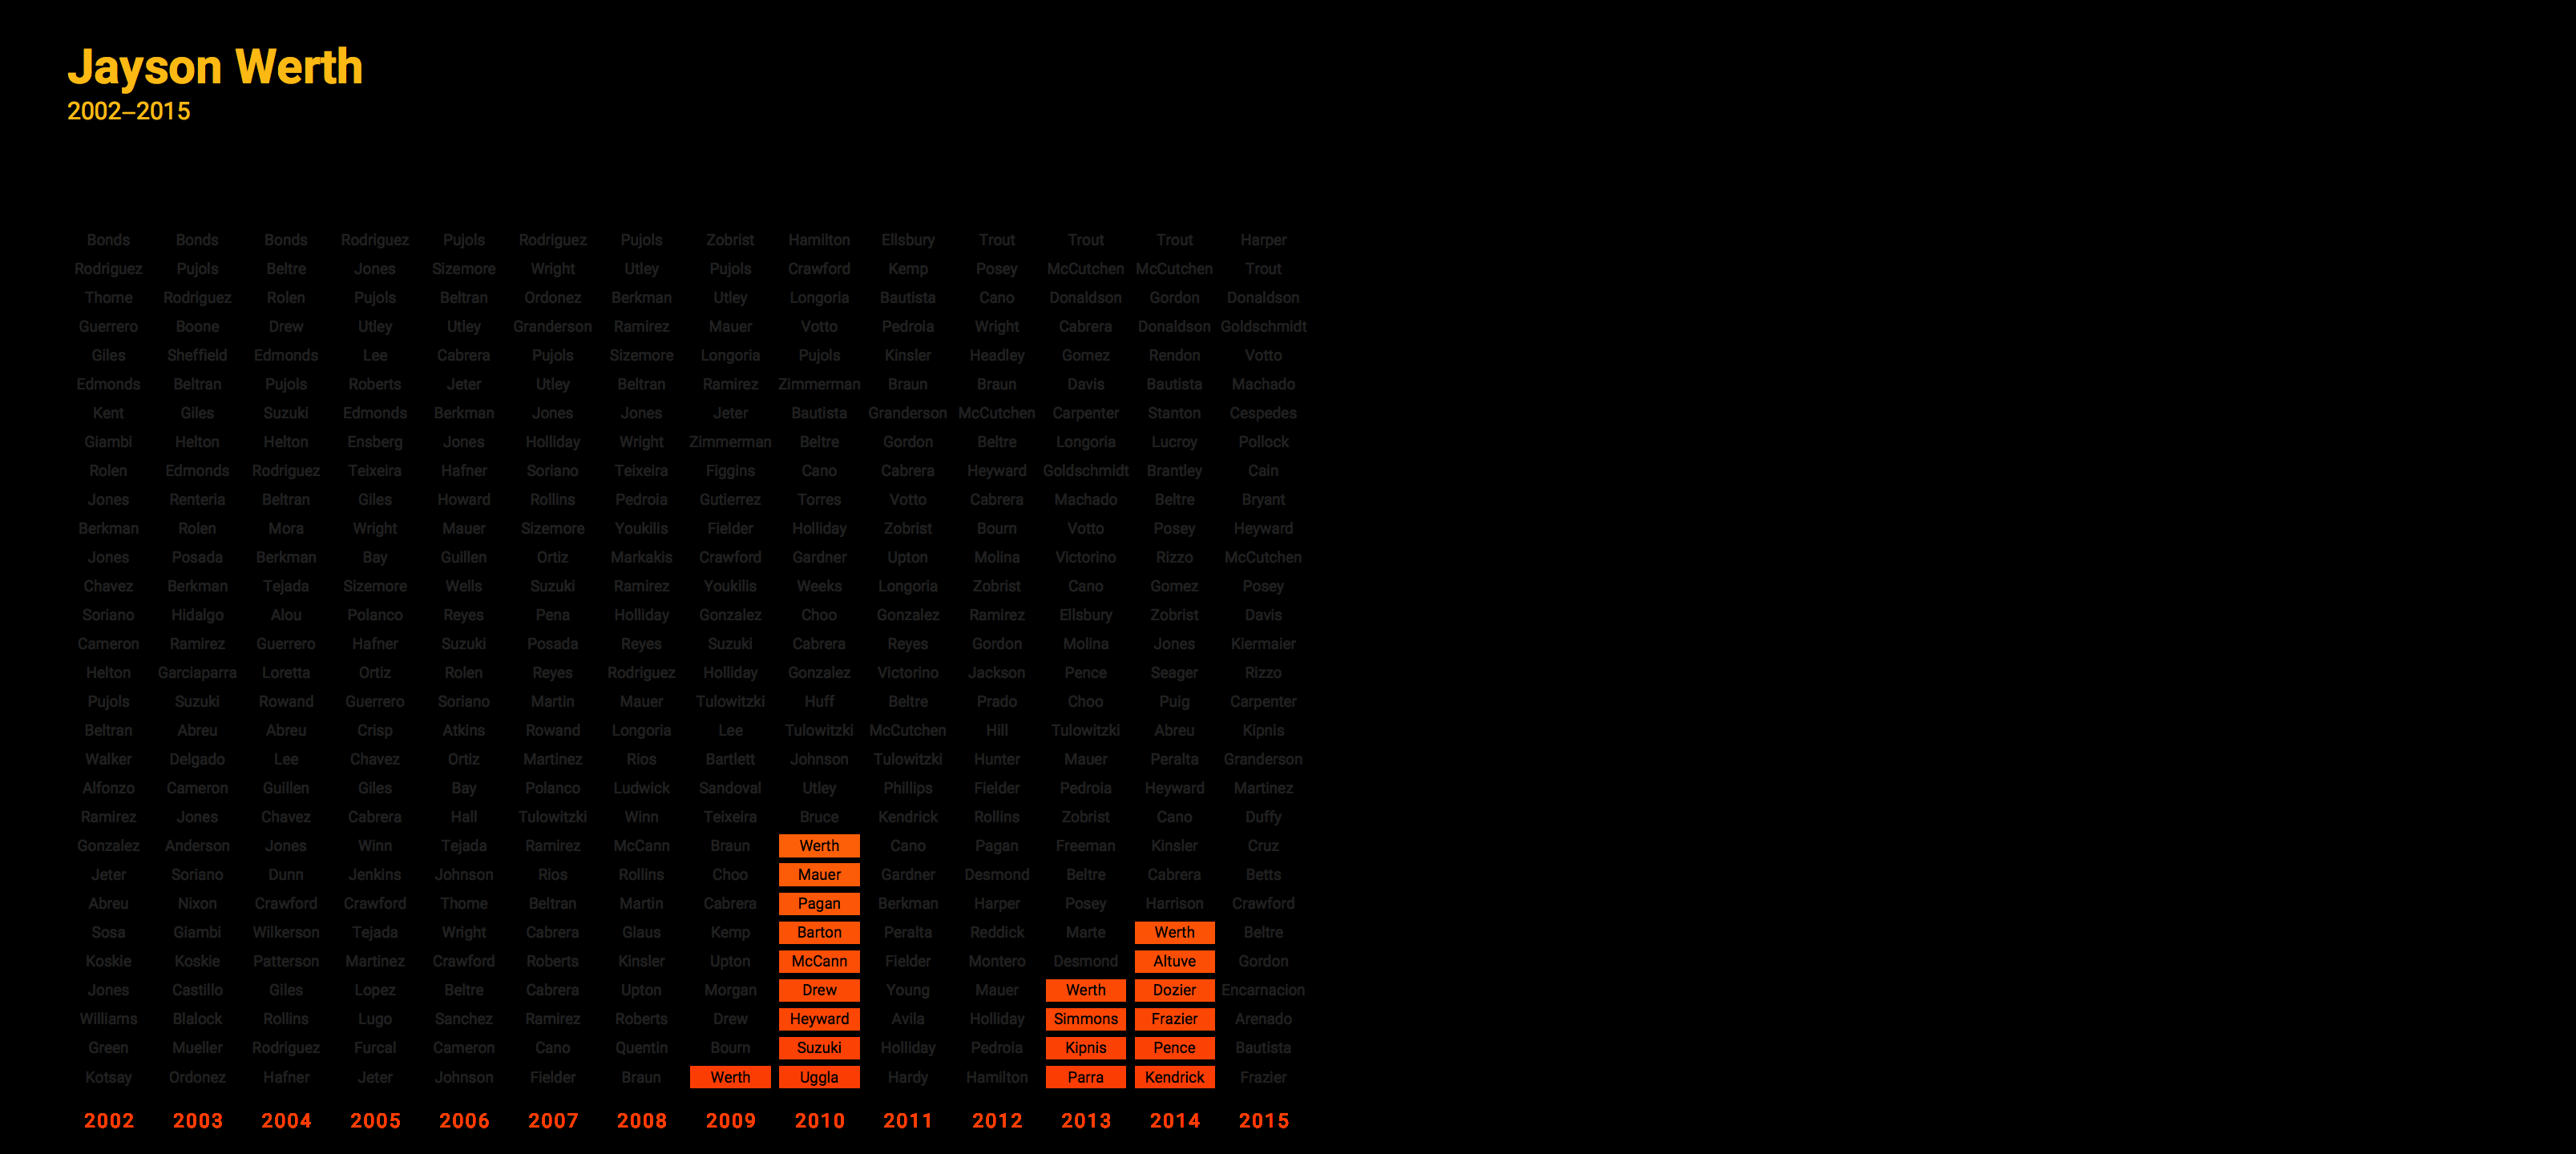 Jayson Werth
2002–2015
Bonds Bonds Bonds Rodriguez Pujols Rodriguez Pujols Zobrist Hamilton Ellsbury Trout Trout Trout Harper
Rodriguez Pujols Beltre Jones Sizemore Wright Utley Pujols Crawford Kemp Posey McCutchen McCutchen Trout
Thome Rodriguez Rolen Pujols Beltran Ordonez Berkman Utley Longoria Bautista Cano Donaldson Gordon Donaldson
Guerrero Boone Drew Utley Utley Granderson Ramirez Mauer Votto Pedroia Wright Cabrera Donaldson Goldschmidt
Giles Sheffield Edmonds Lee Cabrera Pujols Sizemore Longoria Pujols Kinsler Headley Gomez Rendon Votto
Edmonds Beltran Pujols Roberts Jeter Utley Beltran Ramirez Zimmerman Braun Braun Davis Bautista Machado
Kent Giles Suzuki Edmonds Berkman Jones Jones Jeter Bautista Granderson McCutchen Carpenter Stanton Cespedes
Giambi Helton Helton Ensberg Jones Holliday Wright Zimmerman Beltre Gordon Beltre Longoria Lucroy Pollock
Rolen Edmonds Rodriguez Teixeira Hafner Soriano Teixeira Figgins Cano Cabrera Heyward Goldschmidt Brantley Cain
Jones Renteria Beltran Giles Howard Rollins Pedroia Gutierrez Torres Votto Cabrera Machado Beltre Bryant
Berkman Rolen Mora Wright Mauer Sizemore Youkilis Fielder Holliday Zobrist Bourn Votto Posey Heyward
Jones Posada Berkman Bay Guillen Ortiz Markakis Crawford Gardner Upton Molina Victorino Rizzo McCutchen
Chavez Berkman Tejada Sizemore Wells Suzuki Ramirez Youkilis Weeks Longoria Zobrist Cano Gomez Posey
Soriano Hidalgo Alou Polanco Reyes Pena Holliday Gonzalez Choo Gonzalez Ramirez Ellsbury Zobrist Davis
Cameron Ramirez Guerrero Hafner Suzuki Posada Reyes Suzuki Cabrera Reyes Gordon Molina Jones Kiermaier
Helton Garciaparra Loretta Ortiz Rolen Reyes Rodriguez Holliday Gonzalez Victorino Jackson Pence Seager Rizzo
Pujols Suzuki Rowand Guerrero Soriano Martin Mauer Tulowitzki Huff Beltre Prado Choo Puig Carpenter
Beltran Abreu Abreu Crisp Atkins Rowand Longoria Lee Tulowitzki McCutchen Hill Tulowitzki Abreu Kipnis
Walker Delgado Lee Chavez Ortiz Martinez Rios Bartlett Johnson Tulowitzki Hunter Mauer Peralta Granderson
Alfonzo Cameron Guillen Giles Bay Polanco Ludwick Sandoval Utley Phillips Fielder Pedroia Heyward Martinez
Ramirez Jones Chavez Cabrera Hall Tulowitzki Winn Teixeira Bruce Kendrick Rollins Zobrist Cano Duffy
Gonzalez Anderson Jones Winn Tejada Ramirez McCann Braun Werth Cano Pagan Freeman Kinsler Cruz
Jeter Soriano Dunn Jenkins Johnson Rios Rollins Choo Mauer Gardner Desmond Beltre Cabrera Betts
Abreu Nixon Crawford Crawford Thome Beltran Martin Cabrera Pagan Berkman Harper Posey Harrison Crawford
Sosa Giambi Wilkerson Tejada Wright Cabrera Glaus Kemp Barton Peralta Reddick Marte Werth Beltre
Koskie Koskie Patterson Martinez Crawford Roberts Kinsler Upton McCann Fielder Montero Desmond Altuve Gordon
Jones Castillo Giles Lopez Beltre Cabrera Upton Morgan Drew Young Mauer Werth Dozier Encarnacion
Williams Blalock Rollins Lugo Sanchez Ramirez Roberts Drew Heyward Avila Holliday Simmons Frazier Arenado
Green Mueller Rodriguez Furcal Cameron Cano Quentin Bourn Suzuki Holliday Pedroia Kipnis Pence Bautista
Kotsay Ordonez Hafner Jeter Johnson Fielder Braun Werth Uggla Hardy Hamilton Parra Kendrick Frazier
2002 2003 2004 2005 2006 2007 2008 2009 2010 2011 2012 2013 2014 2015